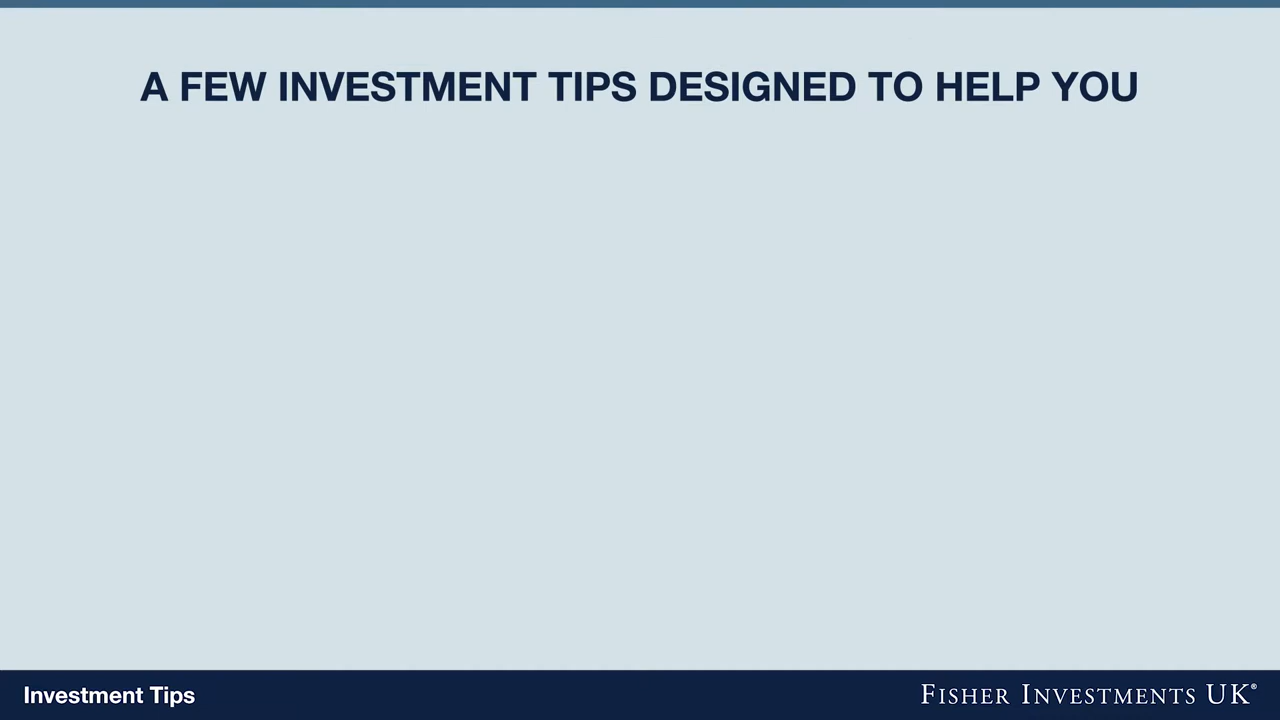 A FEW INVESTMENT TIPS DESIGNED TO HELP YOU
Investment Tips
FISHER INVESTMENTS UK®